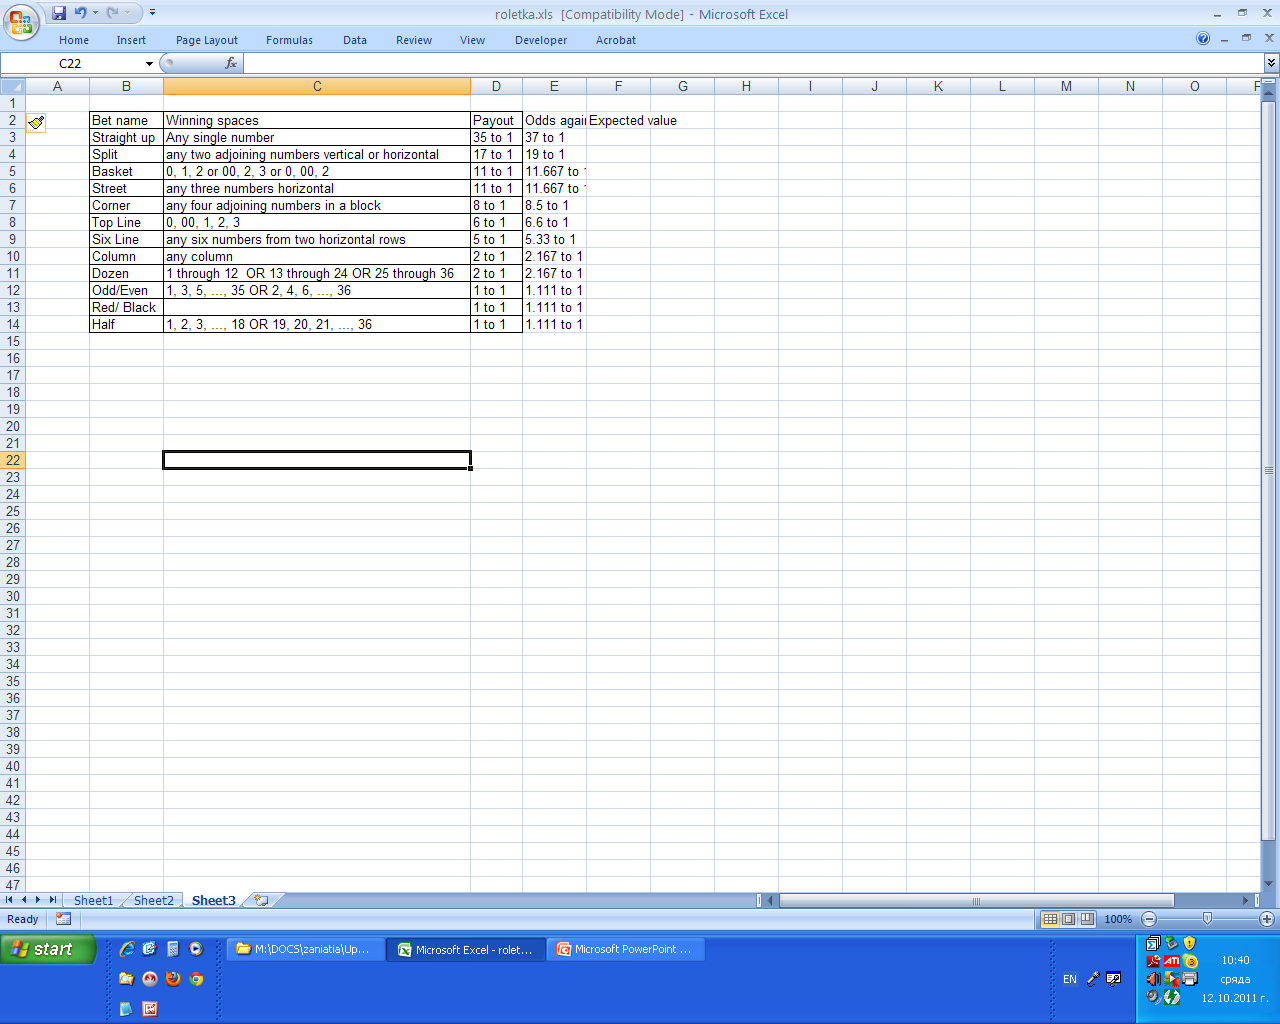 roletka.xls [Compatibility Mode] - Microsoft Excel
Home Insert Page Layout Formulas Data Review View Developer Acrobat
C22 fx
A B C D E F G H I J K L M N O P
1
2 Bet name Winning spaces Payout Odds agai Expected value
3 Straight up Any single number 35 to 1 37 to 1
4 Split any two adjoining numbers vertical or horizontal 17 to 1 19 to 1
5 Basket 0, 1, 2 or 00, 2, 3 or 0, 00, 2 11 to 1 11.667 to 1
6 Street any three numbers horizontal 11 to 1 11.667 to 1
7 Corner any four adjoining numbers in a block 8 to 1 8.5 to 1
8 Top Line 0, 00, 1, 2, 3 6 to 1 6.6 to 1
9 Six Line any six numbers from two horizontal rows 5 to 1 5.33 to 1
10 Column any column 2 to 1 2.167 to 1
11 Dozen 1 through 12 OR 13 through 24 OR 25 through 36 2 to 1 2.167 to 1
12 Odd/Even 1, 3, 5, ..., 35 OR 2, 4, 6, ..., 36 1 to 1 1.111 to 1
13 Red/ Black 1 to 1 1.111 to 1
14 Half 1, 2, 3, ..., 18 OR 19, 20, 21, ..., 36 1 to 1 1.111 to 1
15
16
17
18
19
20
21
22
23
24
25
26
27
28
29
30
31
32
33
34
35
36
37
38
39
40
41
42
43
44
45
46
47
Sheet1 Sheet2 Sheet3
Ready 100%
start M:\DOCS\zaniatia\Up... Microsoft Excel - rolet... Microsoft PowerPoint ...
EN
ATI
10:40
сряда
12.10.2011 г.